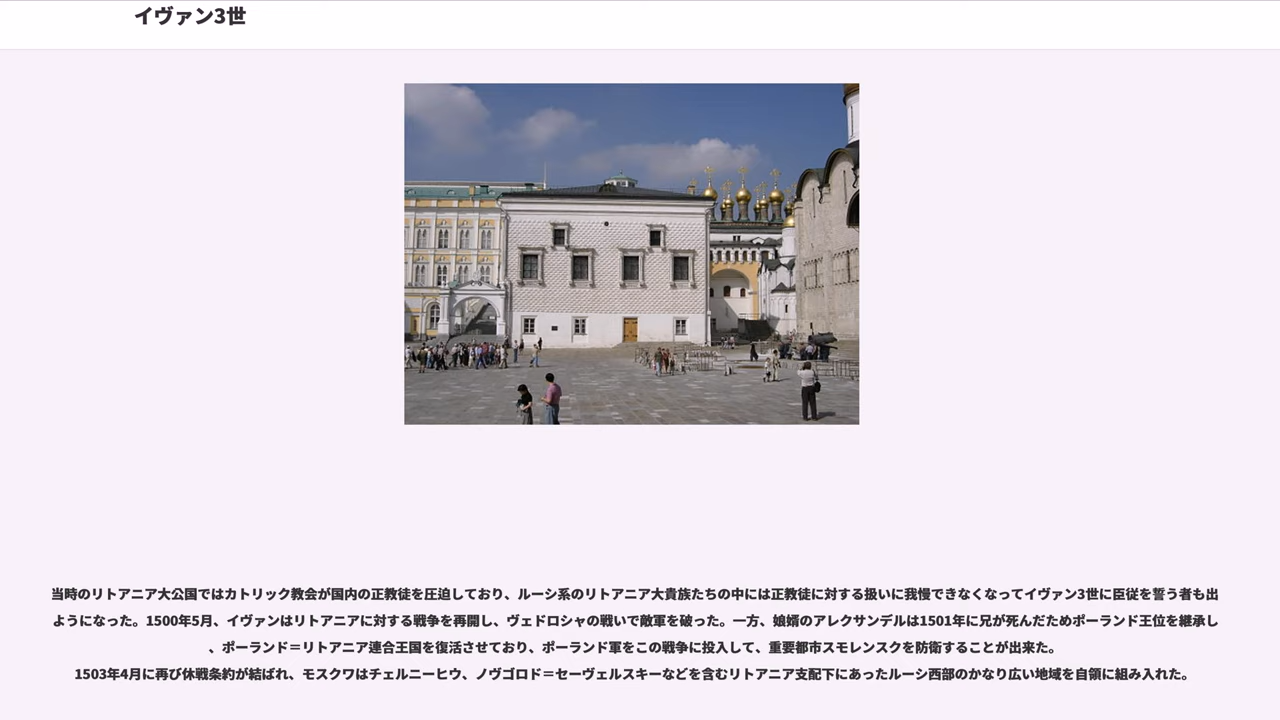 イヴァン3世
当時のリトアニア大公国ではカトリック教会が国内の正教徒を圧迫しており、ルーシ系のリトアニア大貴族たちの中には正教徒に対する扱いに我慢できなくなってイヴァン3世に臣従を誓う者も出
ようになった。1500年5月、イヴァンはリトアニアに対する戦争を再開し、ヴェドロシャの戦いで敵軍を破った。一方、娘婿のアレクサンデルは1501年に兄が死んだためポーランド王位を継承し
、ポーランド＝リトアニア連合王国を復活させており、ポーランド軍をこの戦争に投入して、重要都市スモレンスクを防衛することが出来た。
1503年4月に再び休戦条約が結ばれ、モスクワはチェルニーヒウ、ノヴゴロド＝セーヴェルスキーなどを含むリトアニア支配下にあったルーシ西部のかなり広い地域を自領に組み入れた。